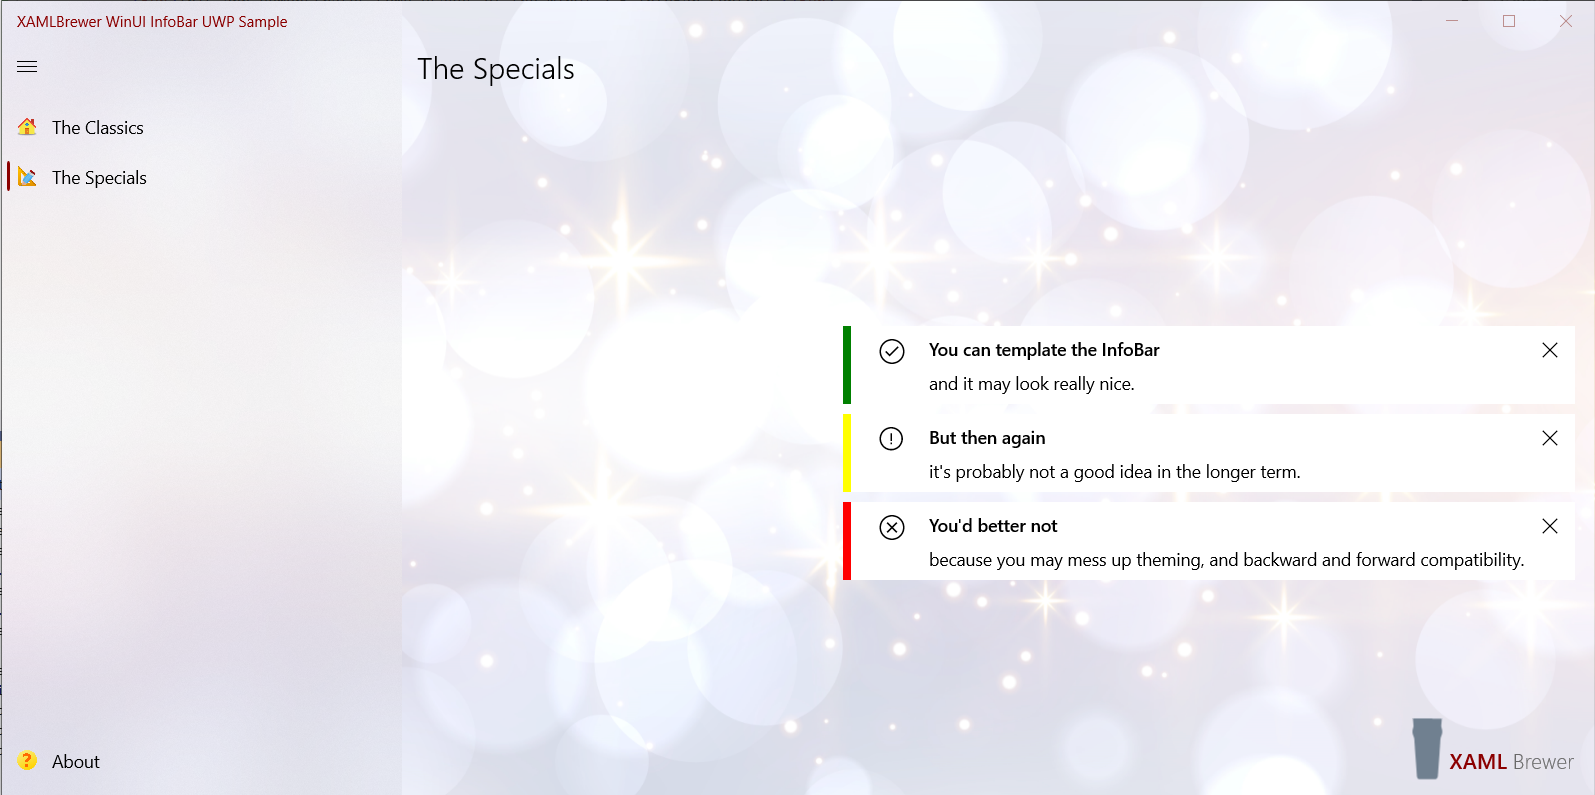 XAMLBrewer WinUI InfoBar UWP Sample
The Classics
The Specials
About
The Specials
You can template the InfoBar
and it may look really nice.
But then again
it's probably not a good idea in the longer term.
You'd better not
because you may mess up theming, and backward and forward compatibility.
XAML Brewer